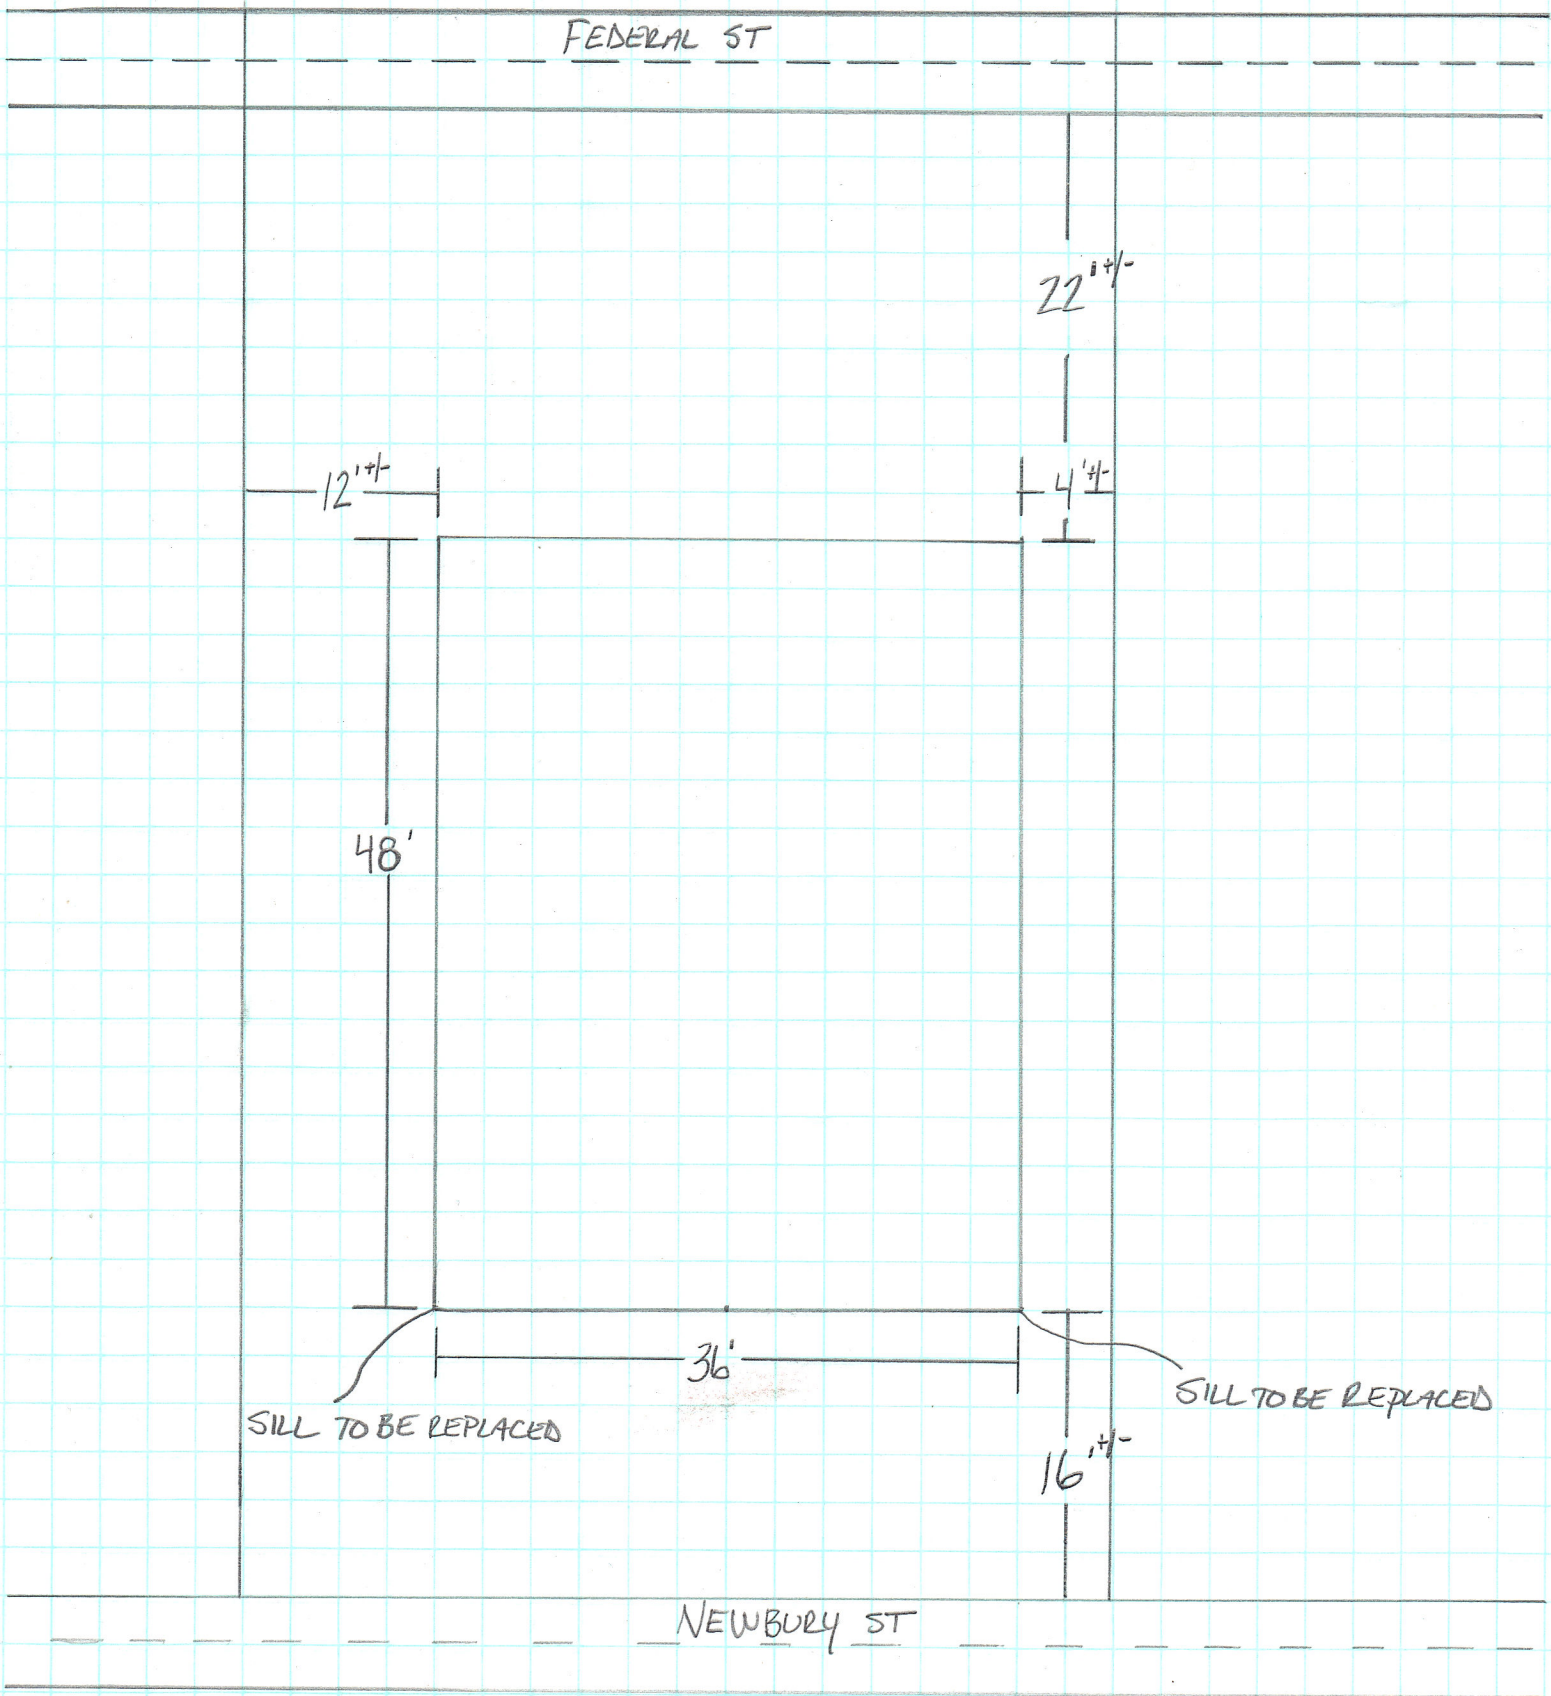 FEDERAL ST
22'+/-
12'+/-
4'+/-
48'
36'
SILL TO BE REPLACED
SILL TO BE REPLACED
16'+/-
NEWBURY ST